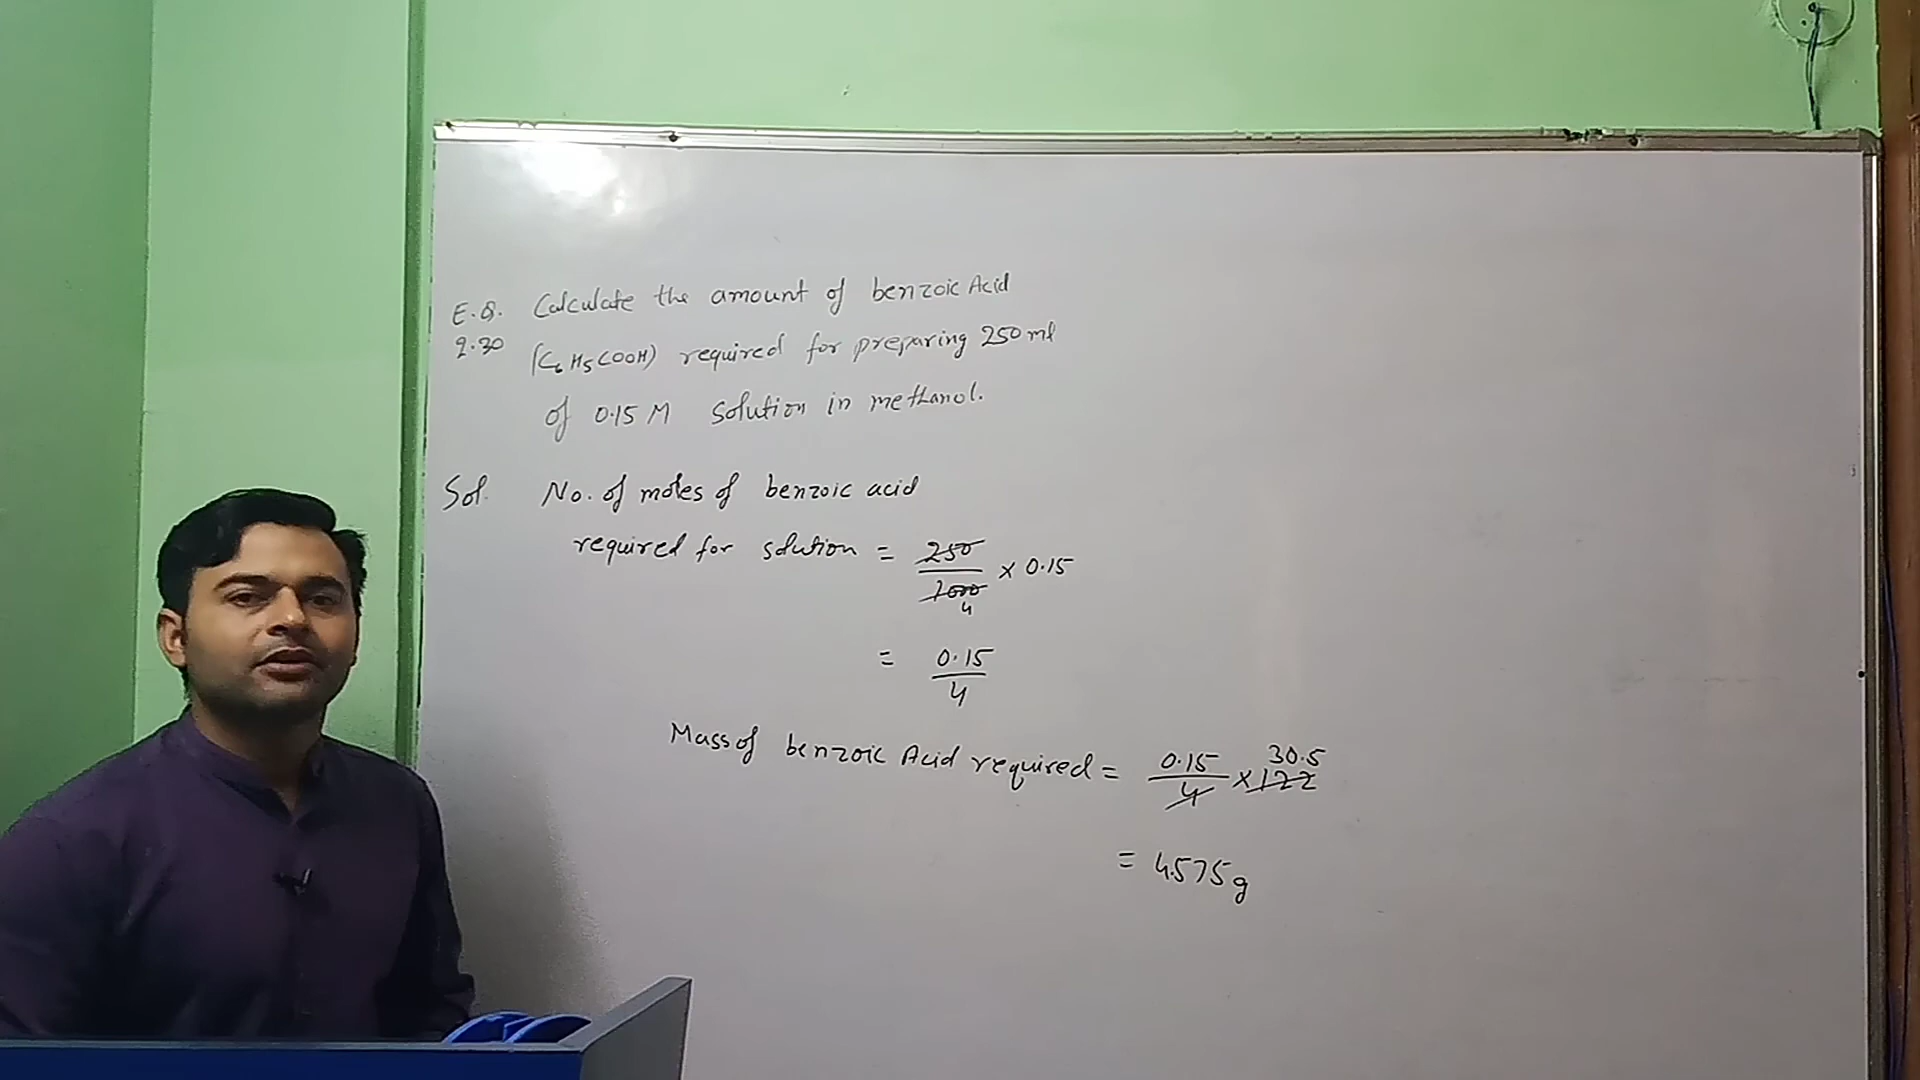 E.Q. Calculate the amount of benzoic Acid
2.30 (C6H5COOH) required for preparing 250 ml
of 0.15 M solution in methanol.
Sol. No. of moles of benzoic acid
required for solution = 250/1000 4 × 0.15
= 0.15/4
Mass of benzoic Acid required = 0.15/4 × 122 30.5
= 4.575 g